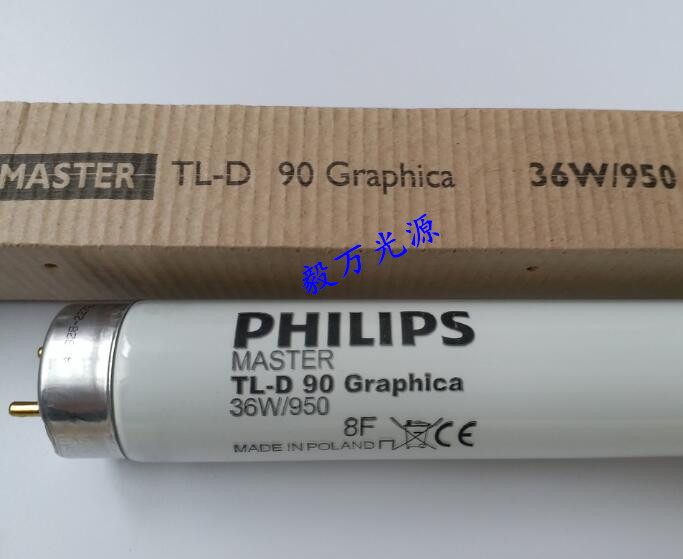 MASTER TL-D 90 Graphica 36W/950
毅万光源
PHILIPS
MASTER
TL-D 90 Graphica
36W/950
8F
MADE IN POLAND CE